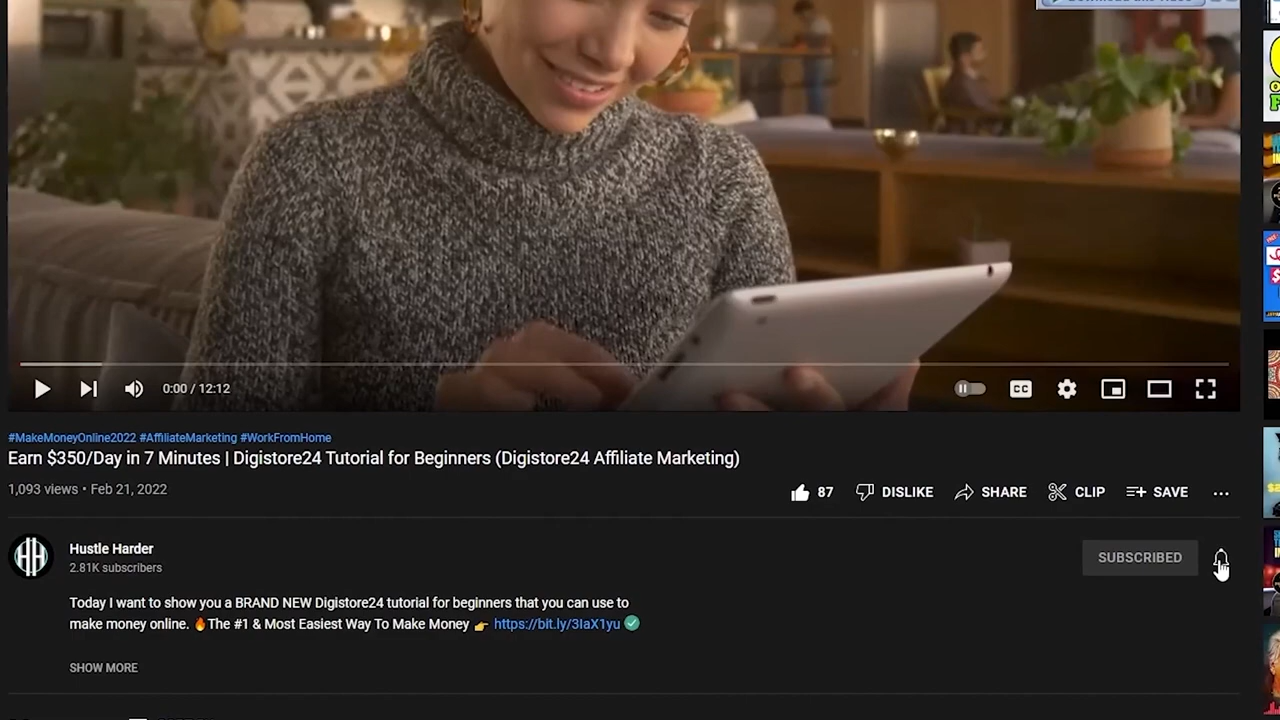 CC
0:00 / 12:12
#MakeMoneyOnline2022 #AffiliateMarketing #WorkFromHome
Earn $350/Day in 7 Minutes | Digistore24 Tutorial for Beginners (Digistore24 Affiliate Marketing)
1,093 views • Feb 21, 2022
87 DISLIKE SHARE CLIP SAVE ...
HH
Hustle Harder
2.81K subscribers
SUBSCRIBED
Today I want to show you a BRAND NEW Digistore24 tutorial for beginners that you can use to
make money online. 🔥The #1 & Most Easiest Way To Make Money 👉 https://bit.ly/3IaX1yu ✅
SHOW MORE